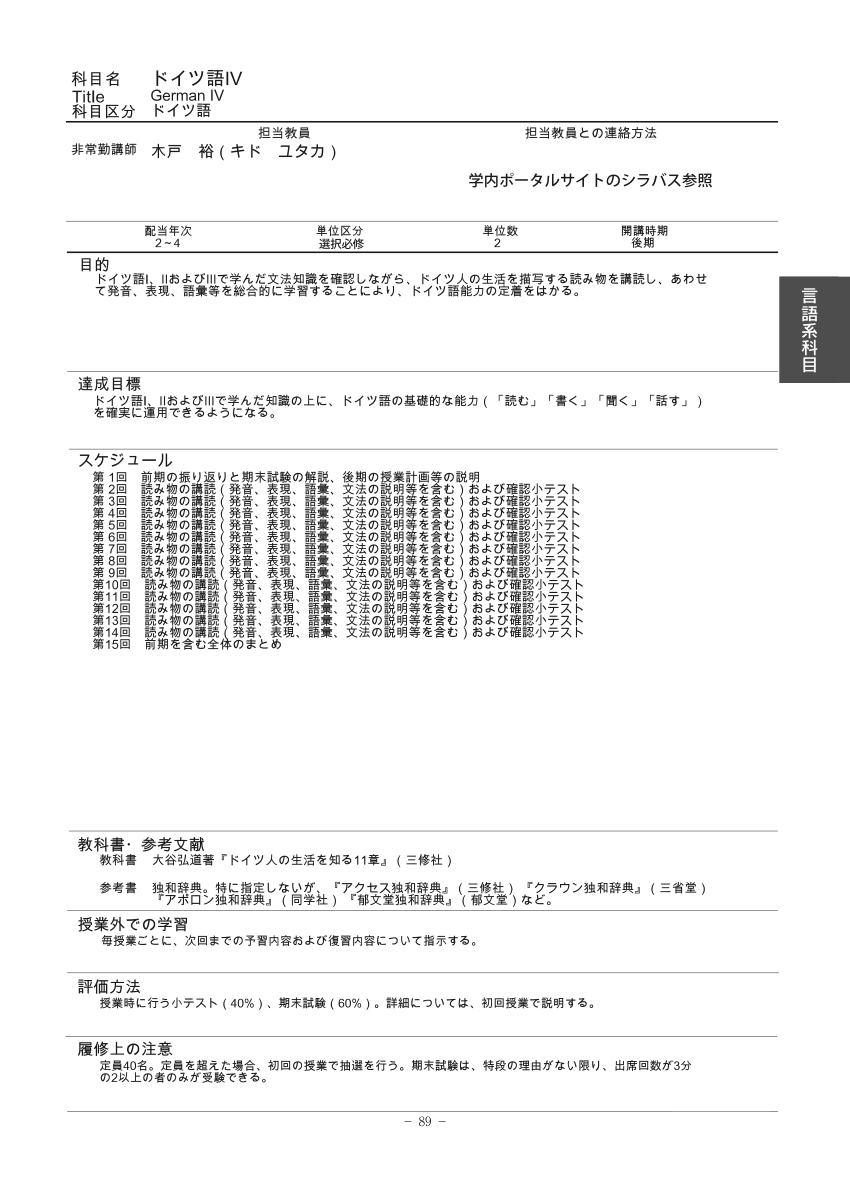 科目名 ドイツ語IV
Title German IV
科目区分 ドイツ語
担当教員 担当教員との連絡方法
非常勤講師 木戸　裕(キド　ユタカ)
学内ポータルサイトのシラバス参照
配当年次 単位区分 単位数 開講時期
2~4 選択必修 2 後期
目的
ドイツ語I、IIおよびIIIで学んだ文法知識を確認しながら、ドイツ人の生活を描写する読み物を講読し、あわせ
て発音、表現、語彙等を総合的に学習することにより、ドイツ語能力の定着をはかる。
言語系科目
達成目標
ドイツ語I、IIおよびIIIで学んだ知識の上に、ドイツ語の基礎的な能力(「読む」「書く」「聞く」「話す」)
を確実に運用できるようになる。
スケジュール
第 1回　前期の振り返りと期末試験の解説、後期の授業計画等の説明
第 2回　読み物の講読(発音、表現、語彙、文法の説明等を含む)および確認小テスト
第 3回　読み物の講読(発音、表現、語彙、文法の説明等を含む)および確認小テスト
第 4回　読み物の講読(発音、表現、語彙、文法の説明等を含む)および確認小テスト
第 5回　読み物の講読(発音、表現、語彙、文法の説明等を含む)および確認小テスト
第 6回　読み物の講読(発音、表現、語彙、文法の説明等を含む)および確認小テスト
第 7回　読み物の講読(発音、表現、語彙、文法の説明等を含む)および確認小テスト
第 8回　読み物の講読(発音、表現、語彙、文法の説明等を含む)および確認小テスト
第 9回　読み物の講読(発音、表現、語彙、文法の説明等を含む)および確認小テスト
第10回　読み物の講読(発音、表現、語彙、文法の説明等を含む)および確認小テスト
第11回　読み物の講読(発音、表現、語彙、文法の説明等を含む)および確認小テスト
第12回　読み物の講読(発音、表現、語彙、文法の説明等を含む)および確認小テスト
第13回　読み物の講読(発音、表現、語彙、文法の説明等を含む)および確認小テスト
第14回　読み物の講読(発音、表現、語彙、文法の説明等を含む)および確認小テスト
第15回　前期を含む全体のまとめ
教科書・参考文献
教科書　大谷弘道著『ドイツ人の生活を知る11章』(三修社)
参考書　独和辞典。特に指定しないが、『アクセス独和辞典』(三修社)『クラウン独和辞典』(三省堂)
『アポロン独和辞典』(同学社)『郁文堂独和辞典』(郁文堂)など。
授業外での学習
毎授業ごとに、次回までの予習内容および復習内容について指示する。
評価方法
授業時に行う小テスト(40%)、期末試験(60%)。詳細については、初回授業で説明する。
履修上の注意
定員40名。定員を超えた場合、初回の授業で抽選を行う。期末試験は、特段の理由がない限り、出席回数が3分
の2以上の者のみが受験できる。
− 89 −